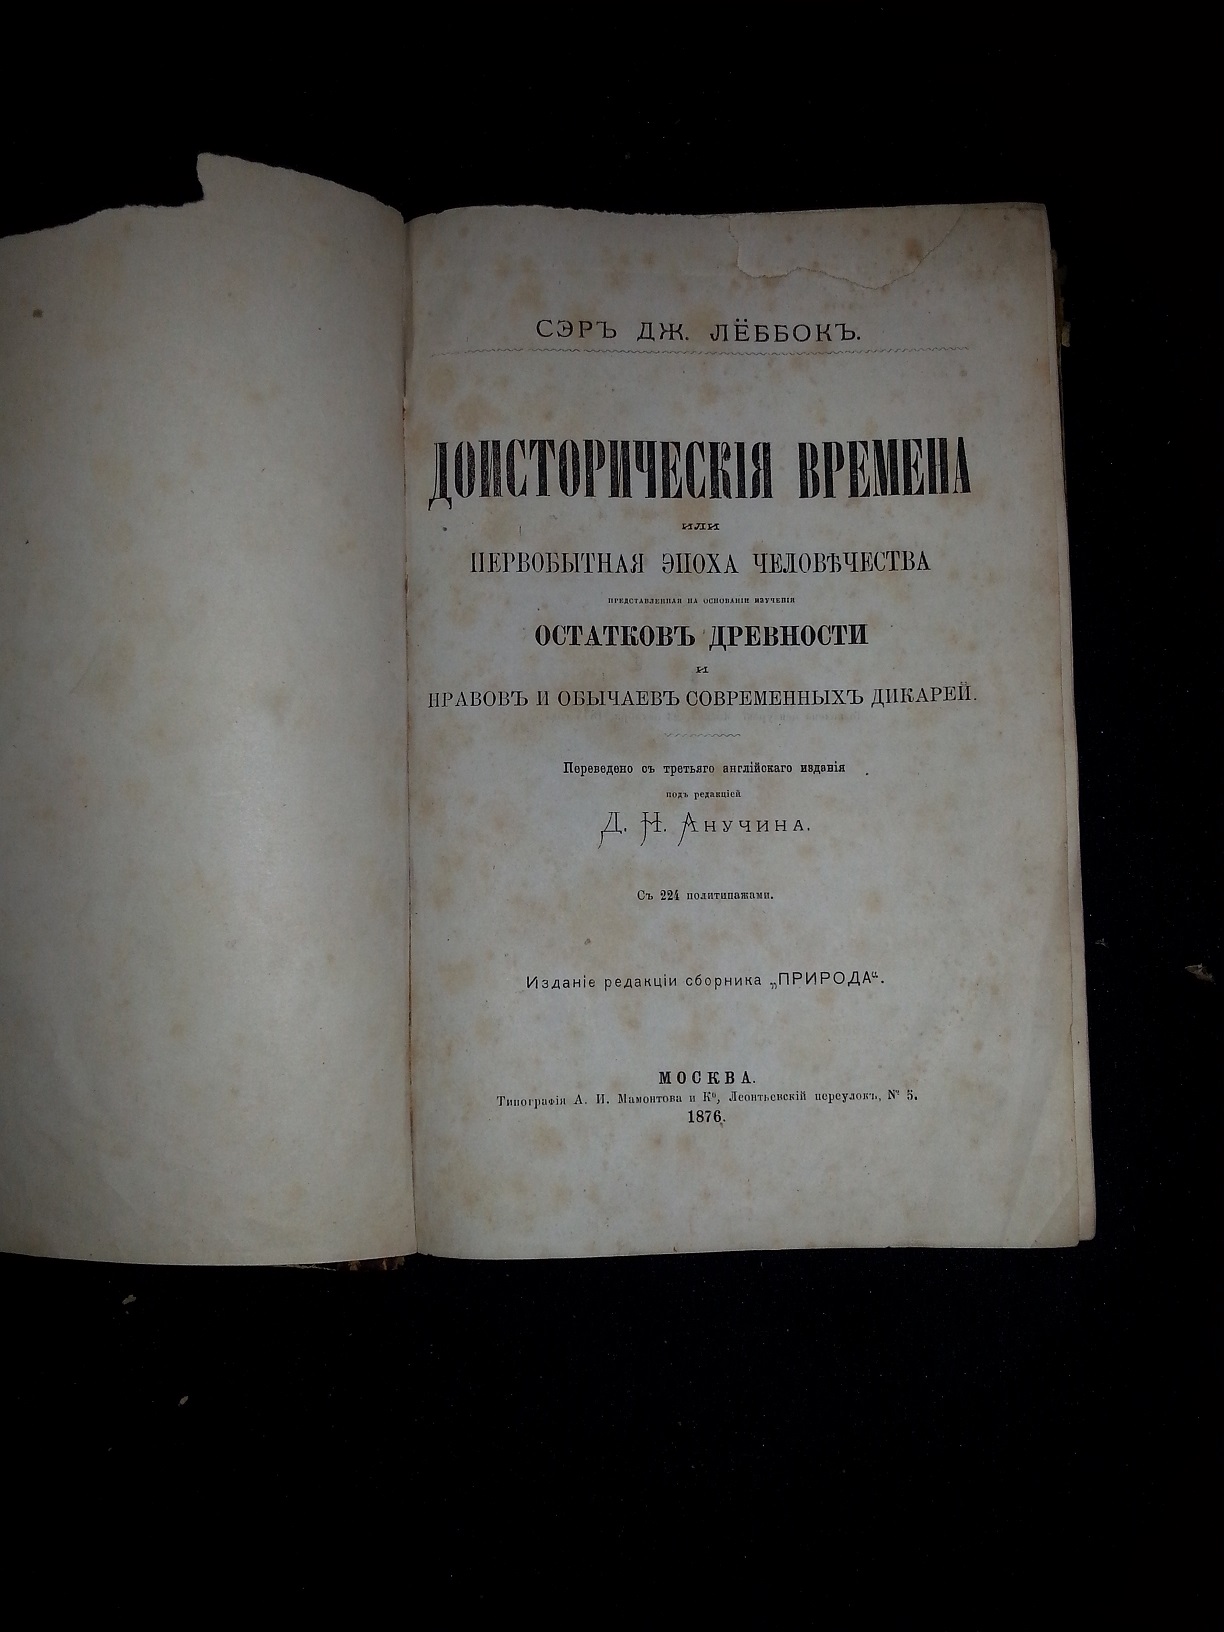 СЭРЪ ДЖ. ЛЁББОКЪ.
ДОИСТОРИЧЕСКІЯ ВРЕМЕНА
ИЛИ
ПЕРВОБЫТНАЯ ЭПОХА ЧЕЛОВѢЧЕСТВА
ПРЕДСТАВЛЕННАЯ НА ОСНОВАНІИ ИЗУЧЕНІЯ
ОСТАТКОВЪ ДРЕВНОСТИ
И
НРАВОВЪ И ОБЫЧАЕВЪ СОВРЕМЕННЫХЪ ДИКАРЕЙ.
Переведено съ третьяго англійскаго изданія
подъ редакціей
Д. Н. АНУЧИНА.
Съ 224 политипажами.
Изданіе редакціи сборника „ПРИРОДА“.
МОСКВА.
Типографія А. И. Мамонтова и Ко, Леонтьевскій переулокъ, № 5.
1876.